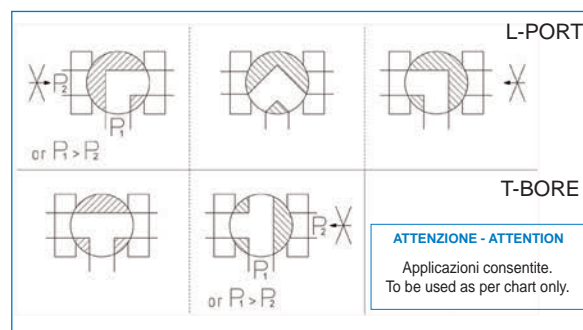 L-PORT
P₂
P₁
or P₁ > P₂
T-BORE
P₂
P₁
or P₁ > P₂
ATTENZIONE - ATTENTION
Applicazioni consentite.
To be used as per chart only.